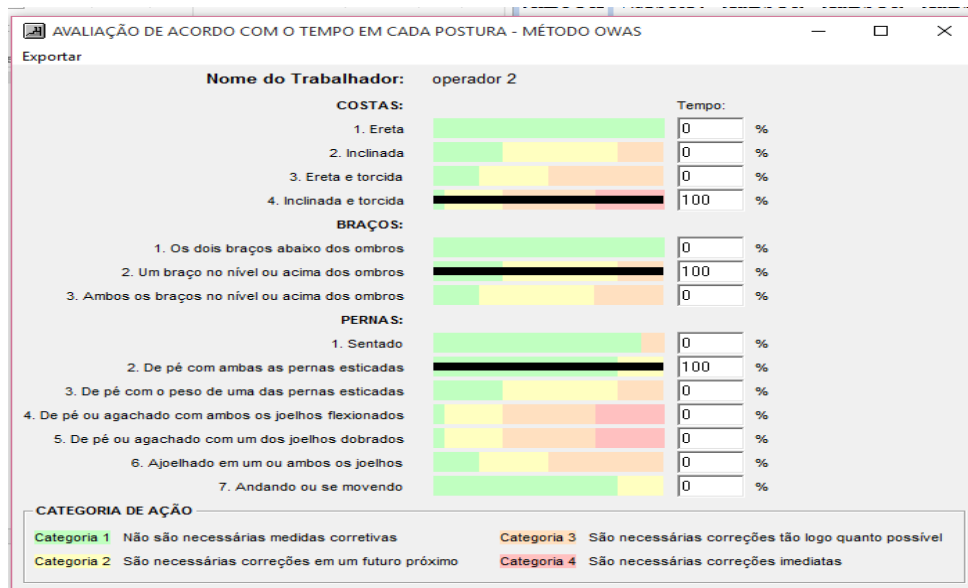 AVALIAÇÃO DE ACORDO COM O TEMPO EM CADA POSTURA - MÉTODO OWAS
Exportar
Nome do Trabalhador: operador 2
COSTAS: Tempo:
1. Ereta 0 %
2. Inclinada 0 %
3. Ereta e torcida 0 %
4. Inclinada e torcida 100 %
BRAÇOS:
1. Os dois braços abaixo dos ombros 0 %
2. Um braço no nível ou acima dos ombros 100 %
3. Ambos os braços no nível ou acima dos ombros 0 %
PERNAS:
1. Sentado 0 %
2. De pé com ambas as pernas esticadas 100 %
3. De pé com o peso de uma das pernas esticadas 0 %
4. De pé ou agachado com ambos os joelhos flexionados 0 %
5. De pé ou agachado com um dos joelhos dobrados 0 %
6. Ajoelhado em um ou ambos os joelhos 0 %
7. Andando ou se movendo 0 %
CATEGORIA DE AÇÃO
Categoria 1 Não são necessárias medidas corretivas Categoria 3 São necessárias correções tão logo quanto possível
Categoria 2 São necessárias correções em um futuro próximo Categoria 4 São necessárias correções imediatas